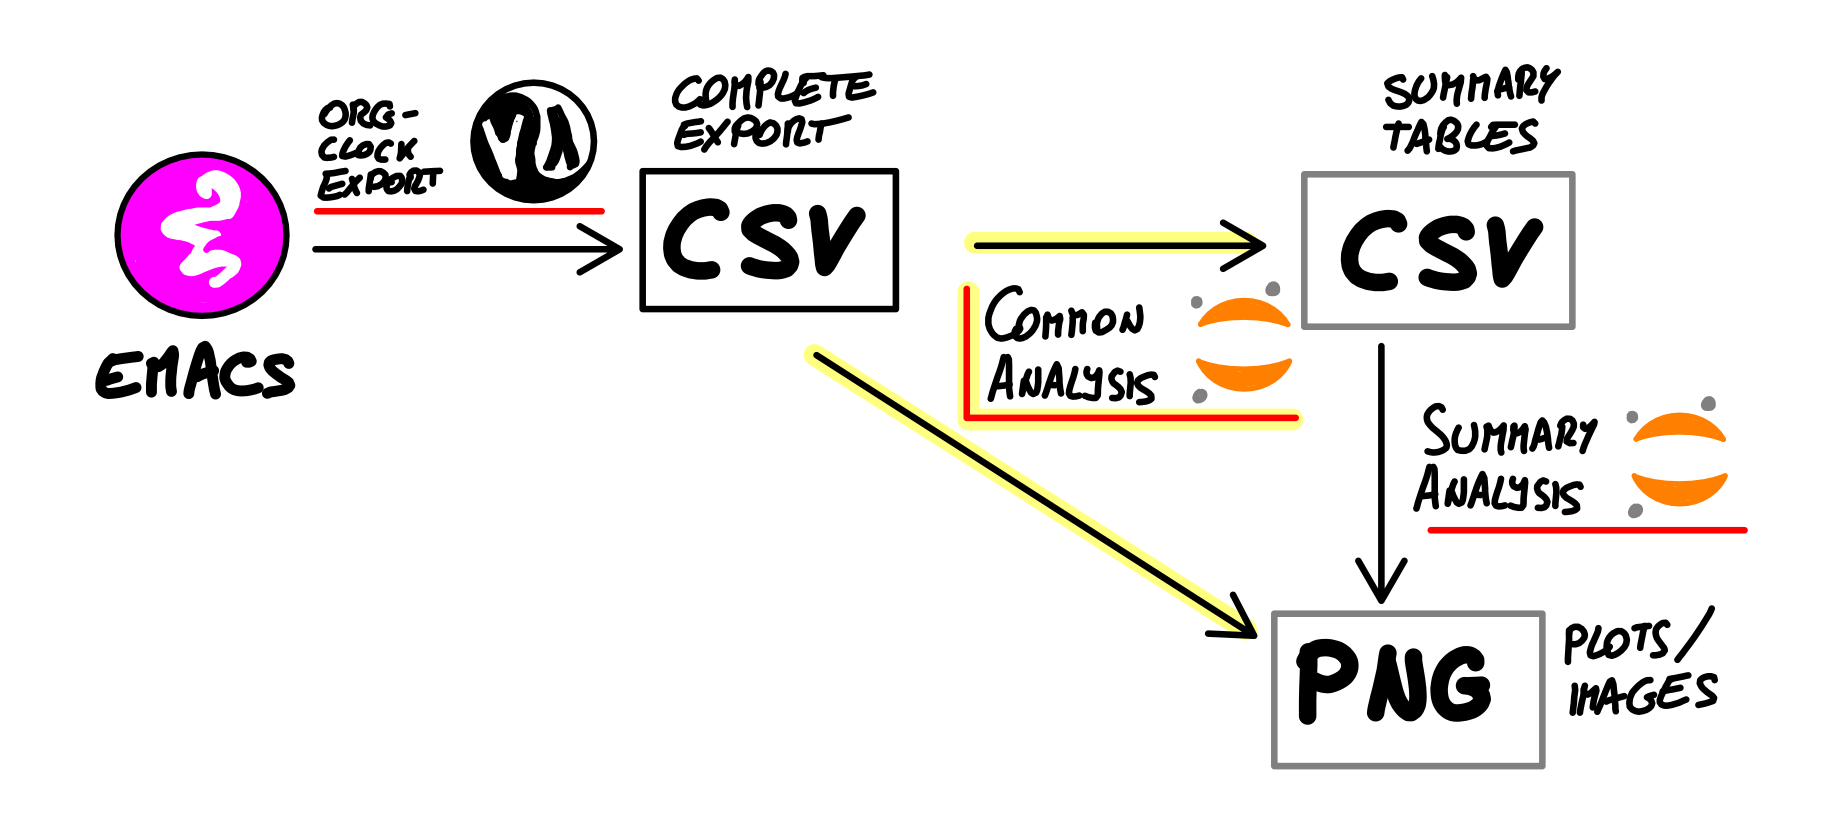 ORG-
CLOCK
EXPORT
EMACS
COMPLETE
EXPORT
CSV
SUMMARY
TABLES
CSV
COMMON
ANALYSIS
SUMMARY
ANALYSIS
PNG
PLOTS/
IMAGES